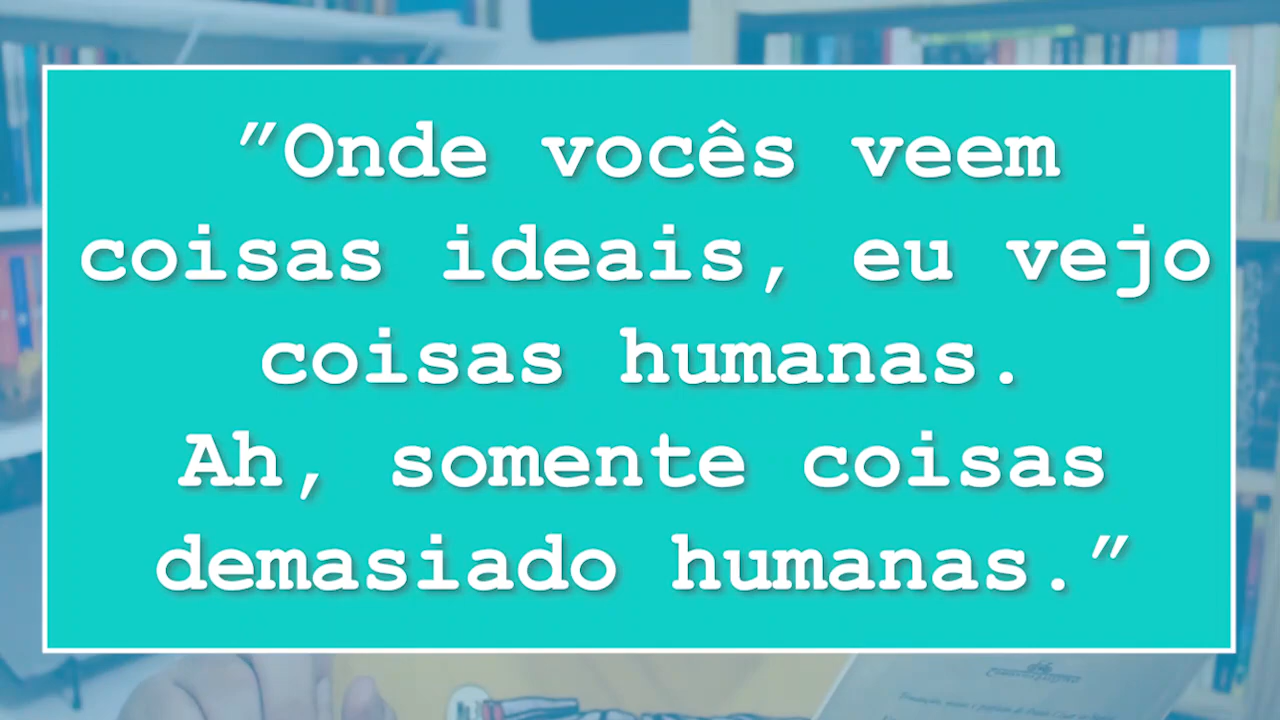 ”Onde vocês veem
coisas ideais, eu vejo
coisas humanas.
Ah, somente coisas
demasiado humanas.”